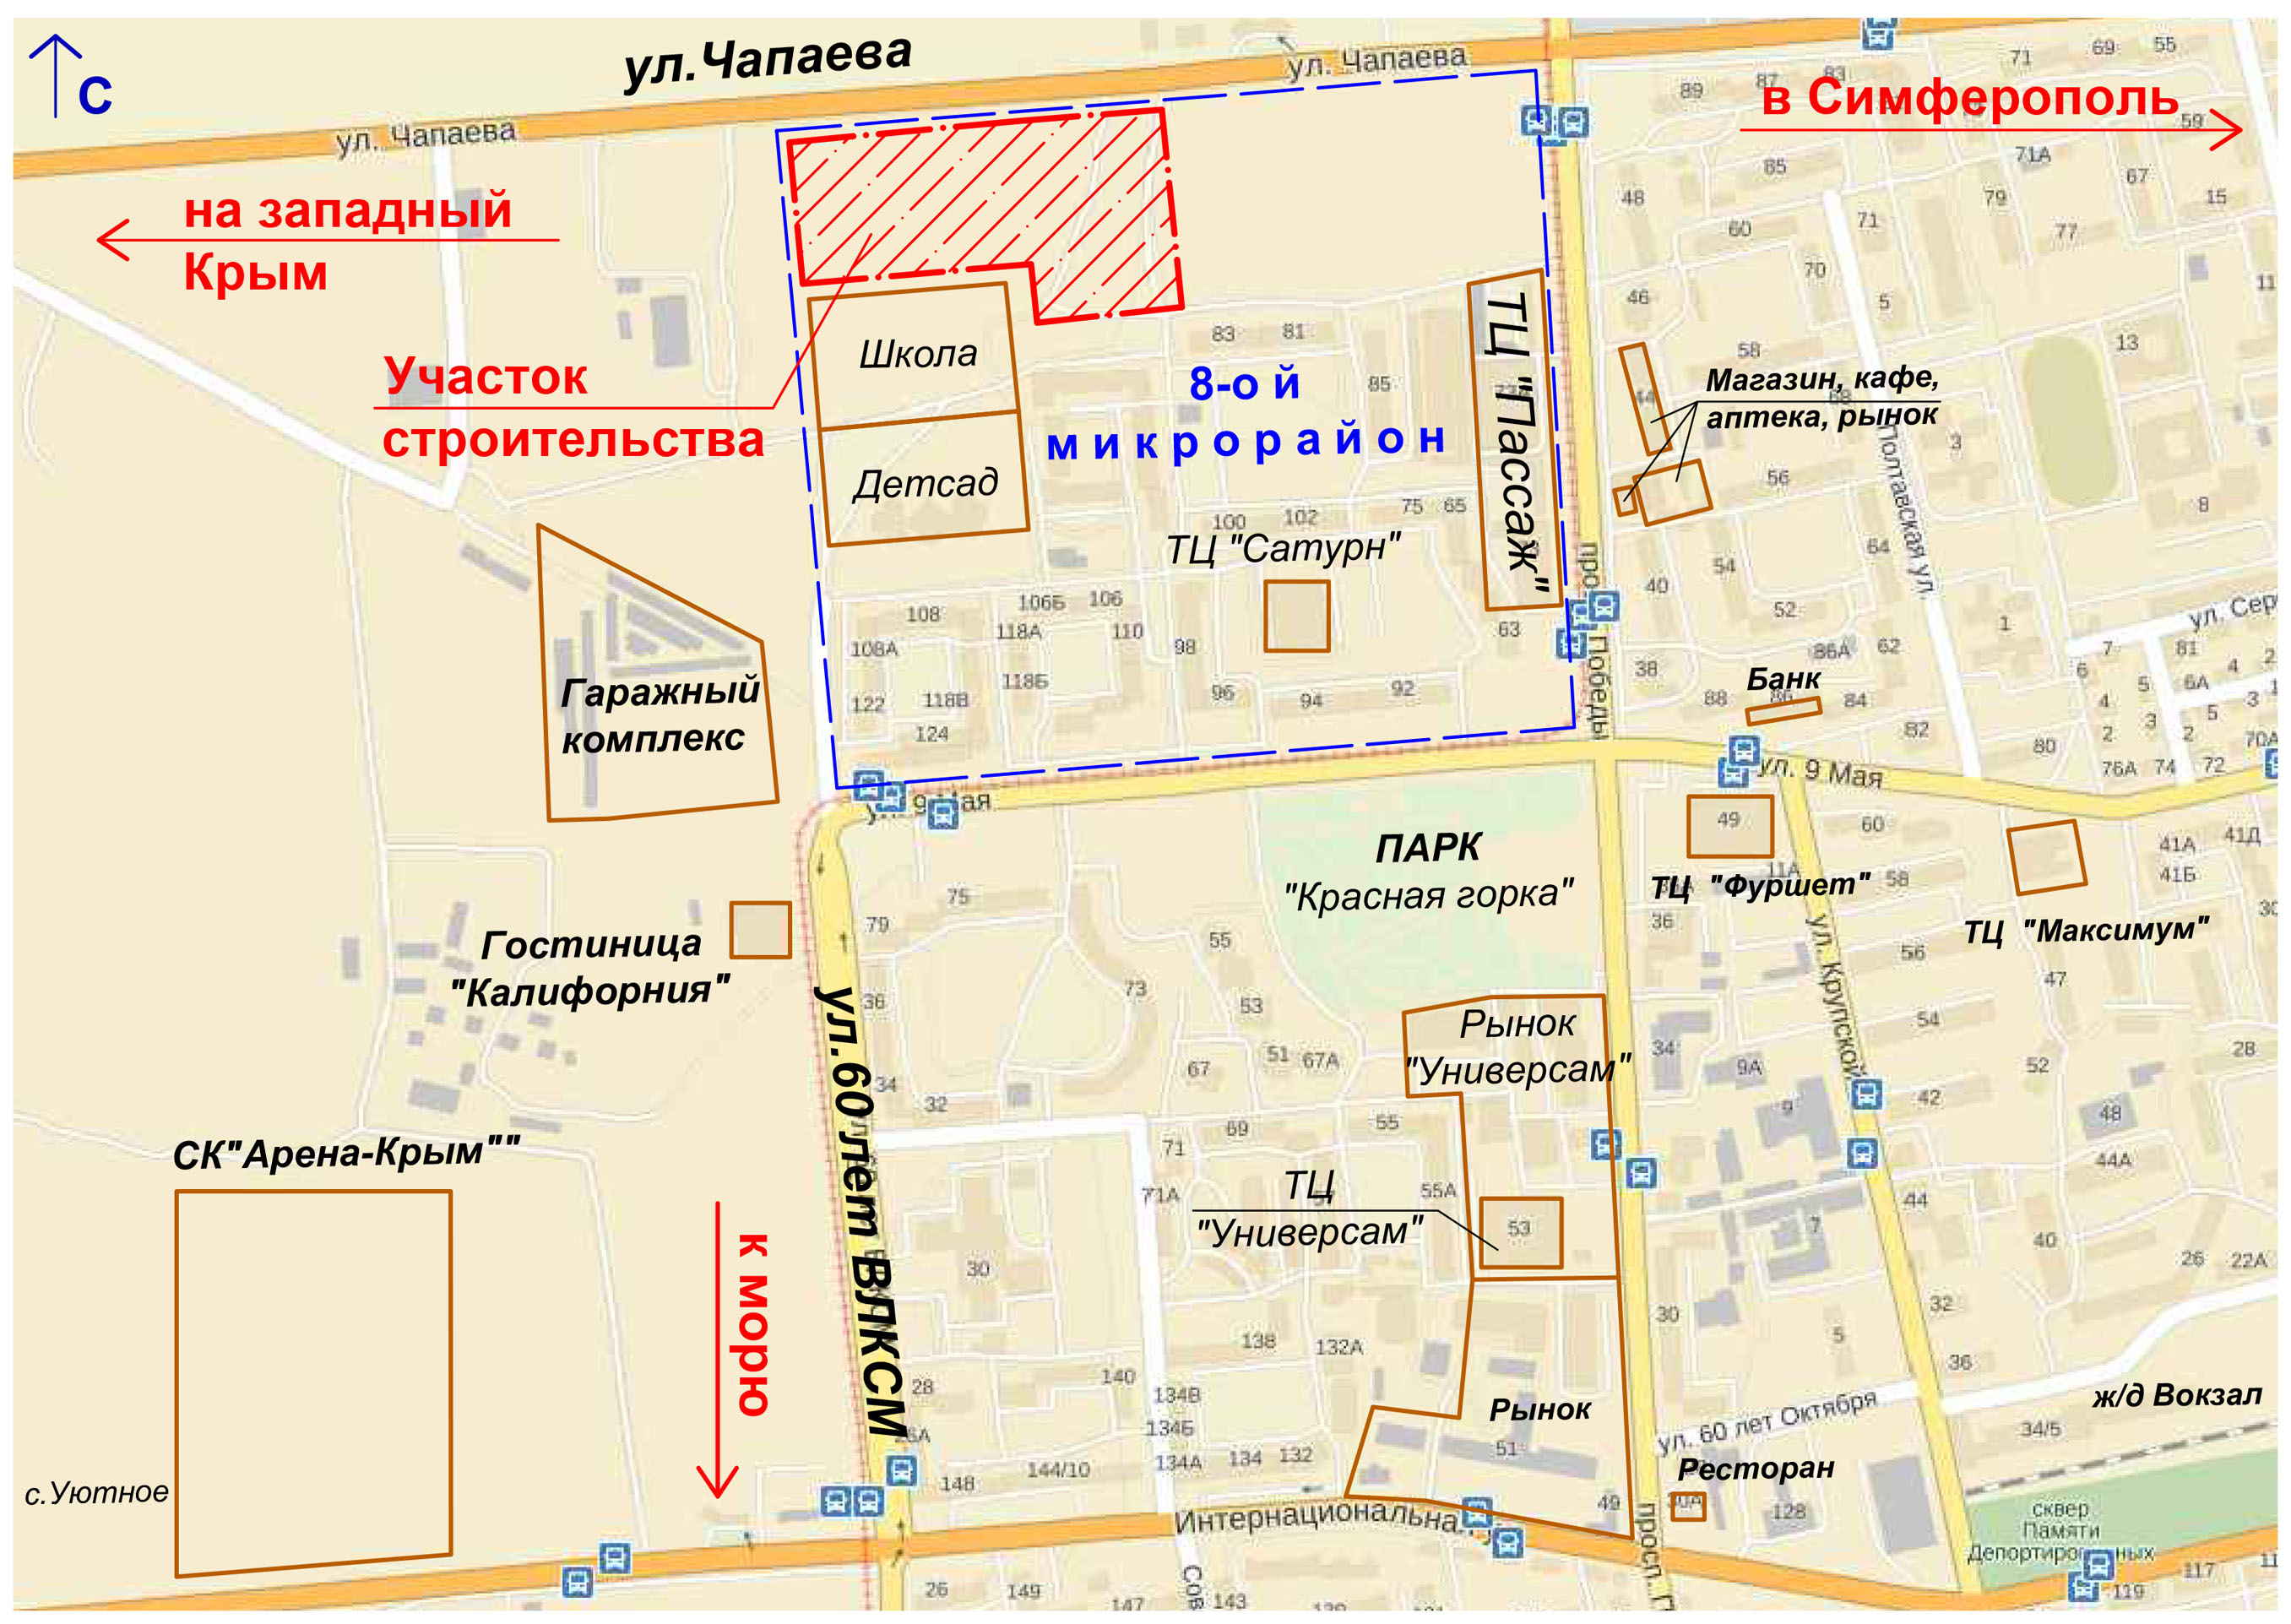 С
ул.Чапаева
ул. Чапаева
ул. Чапаева
в Симферополь
на западный
Крым
Участок
строительства
Школа
Детсад
8-ой
микрорайон
ТЦ "Пассаж"
Магазин, кафе,
аптека, рынок
ТЦ "Сатурн"
Гаражный
комплекс
Банк
Полтавская ул.
ул. Сер
Победы
ул. 9 Мая
ПАРК
"Красная горка"
ТЦ "Фуршет"
ТЦ "Максимум"
ул. Крупской
Гостиница
"Калифорния"
ул.60 лет ВЛКСМ
Рынок
"Универсам"
СК"Арена-Крым""
ТЦ
"Универсам"
к морю
Рынок
ул. 60 лет Октября
ж/д Вокзал
Ресторан
с.Уютное
Интернациональна
просп.
Сов
сквер
Памяти
Депортированных
71
69
55
89
87
83
59
85
71А
67
15
48
60
71
79
77
70
46
5
11
83
81
58
13
85
44
68
3
56
8
100
102
75
65
54
64
40
52
108
106Б
106
118А
110
108А
98
63
1
86А
62
7
81
6
4
2
38
5
6А
3
1
122
118В
118Б
96
94
92
88
86
84
4
3
5
2
2
124
82
80
70А
76А
74
72
49
60
41А
41Д
41Б
11А
58
75
79
55
36
56
47
30
36
73
53
54
34
67
51
67А
34
9А
52
28
32
9
42
48
69
55
71
44А
71А
55А
53
44
7
40
26
22А
30
30
32
5
138
132А
36
28
140
134В
134Б
34/5
26А
134А
134
132
51
148
144/10
49
30А
128
26
149
147
143
119
117
11